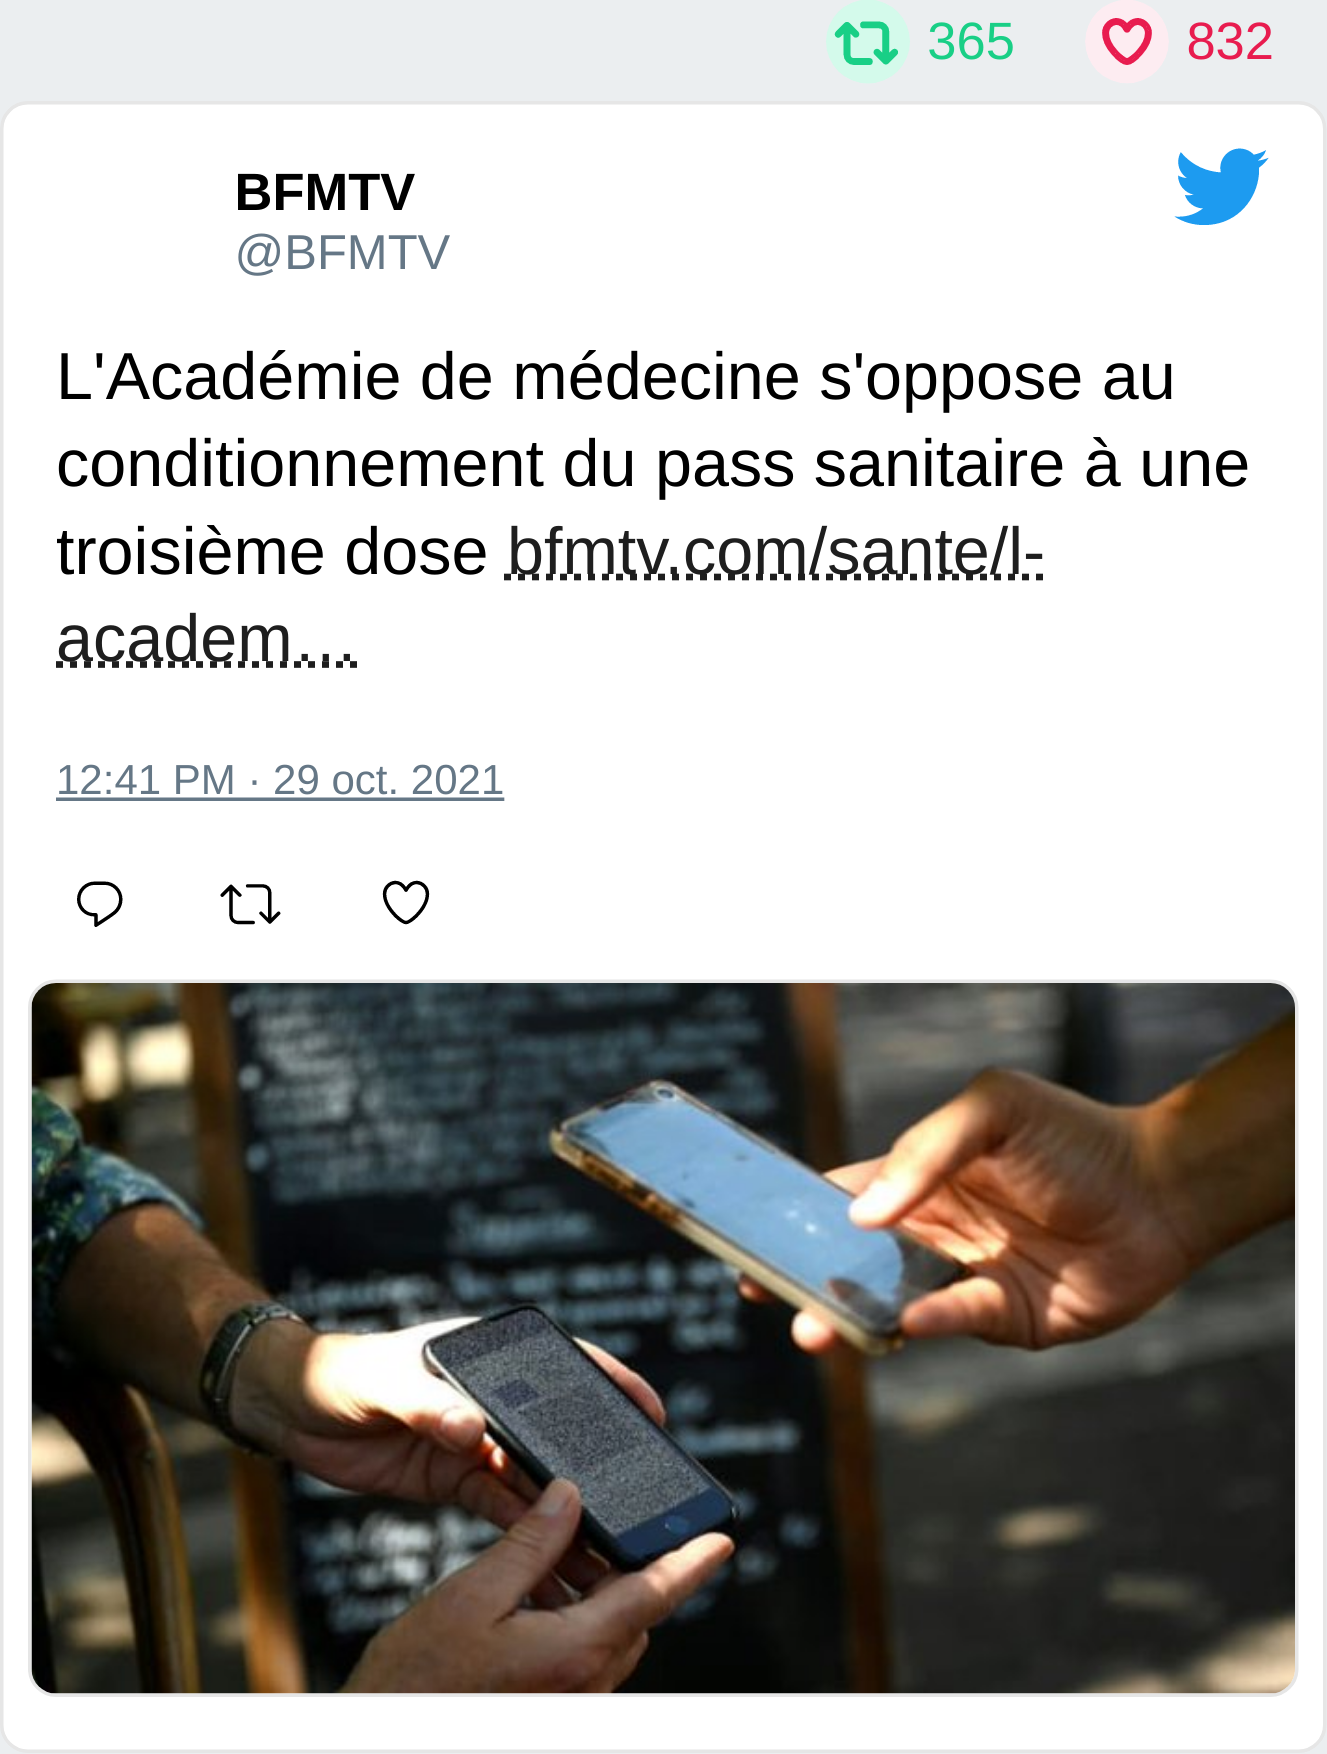 365 832
BFMTV
@BFMTV
L'Académie de médecine s'oppose au
conditionnement du pass sanitaire à une
troisième dose bfmtv.com/sante/l-
academ…
12:41 PM · 29 oct. 2021